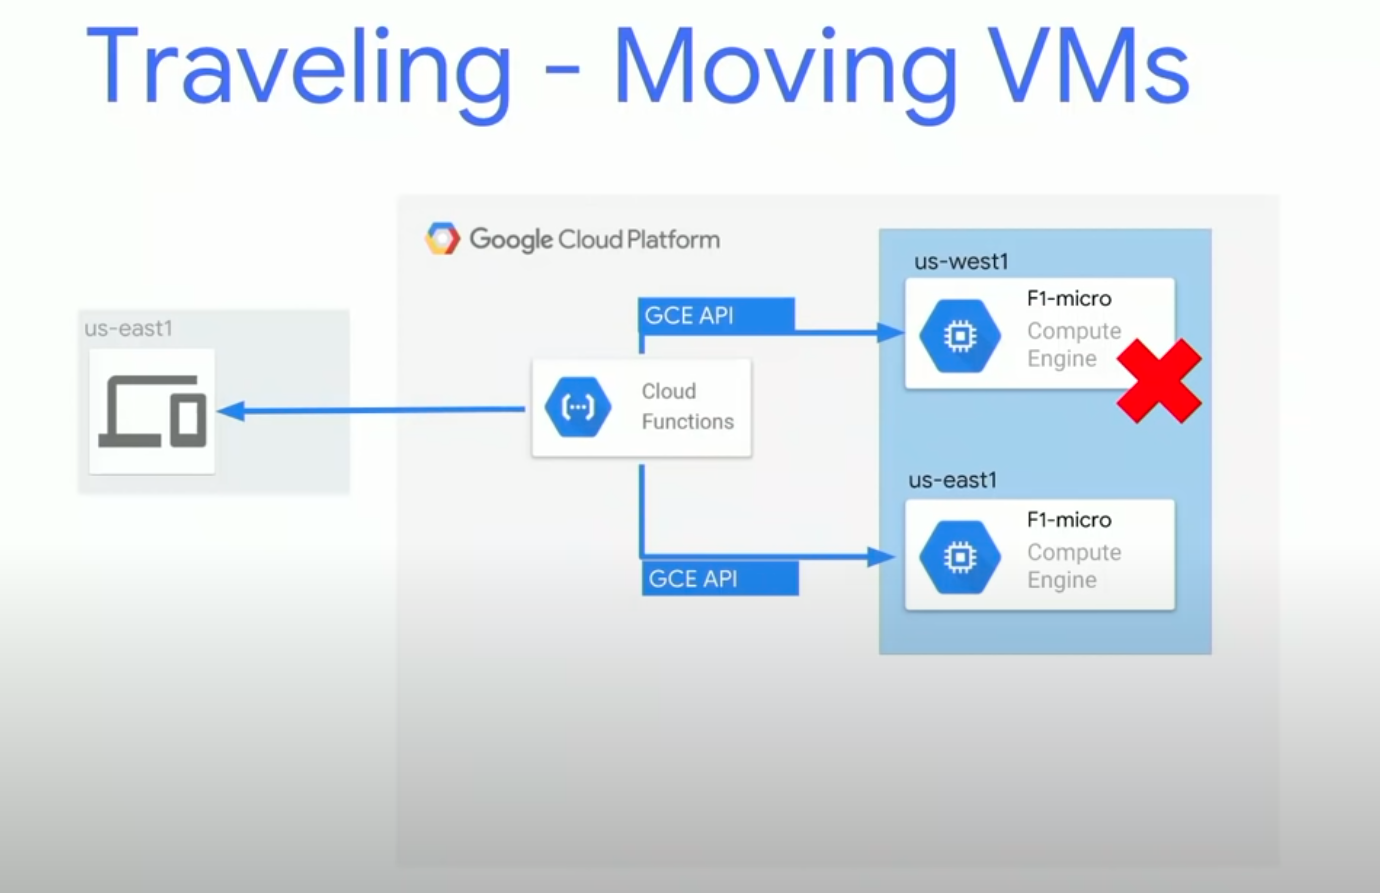 Traveling - Moving VMs
Google Cloud Platform
us-east1
GCE API
Cloud
Functions
GCE API
us-west1
F1-micro
Compute
Engine
us-east1
F1-micro
Compute
Engine